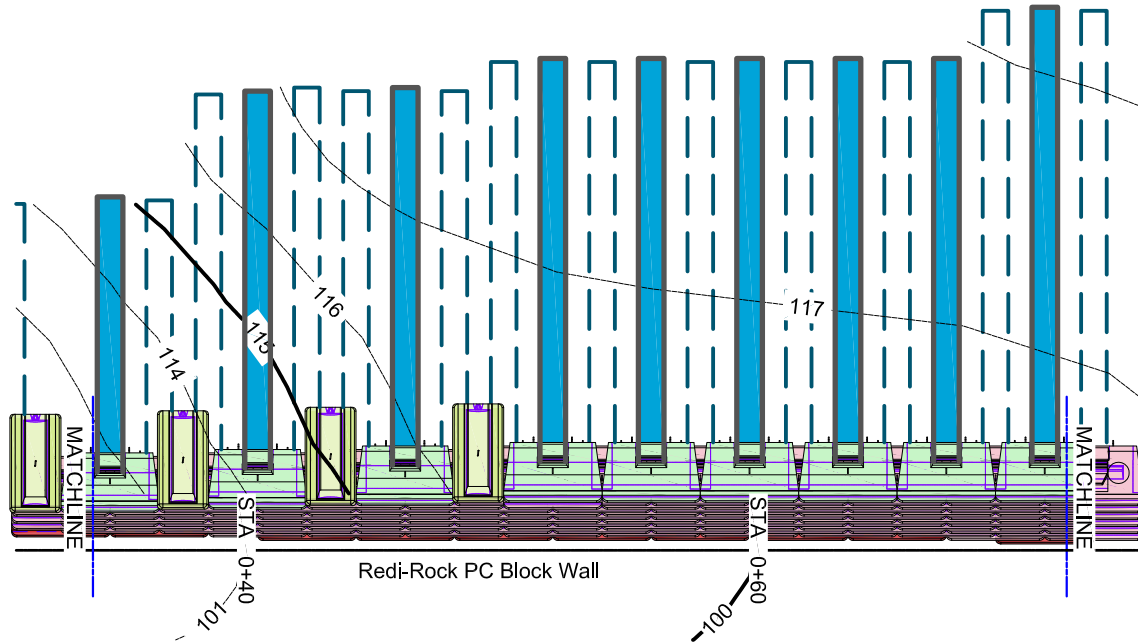 117
116
115
114
MATCHLINE
MATCHLINE
STA 0+40
STA 0+60
Redi-Rock PC Block Wall
101
100